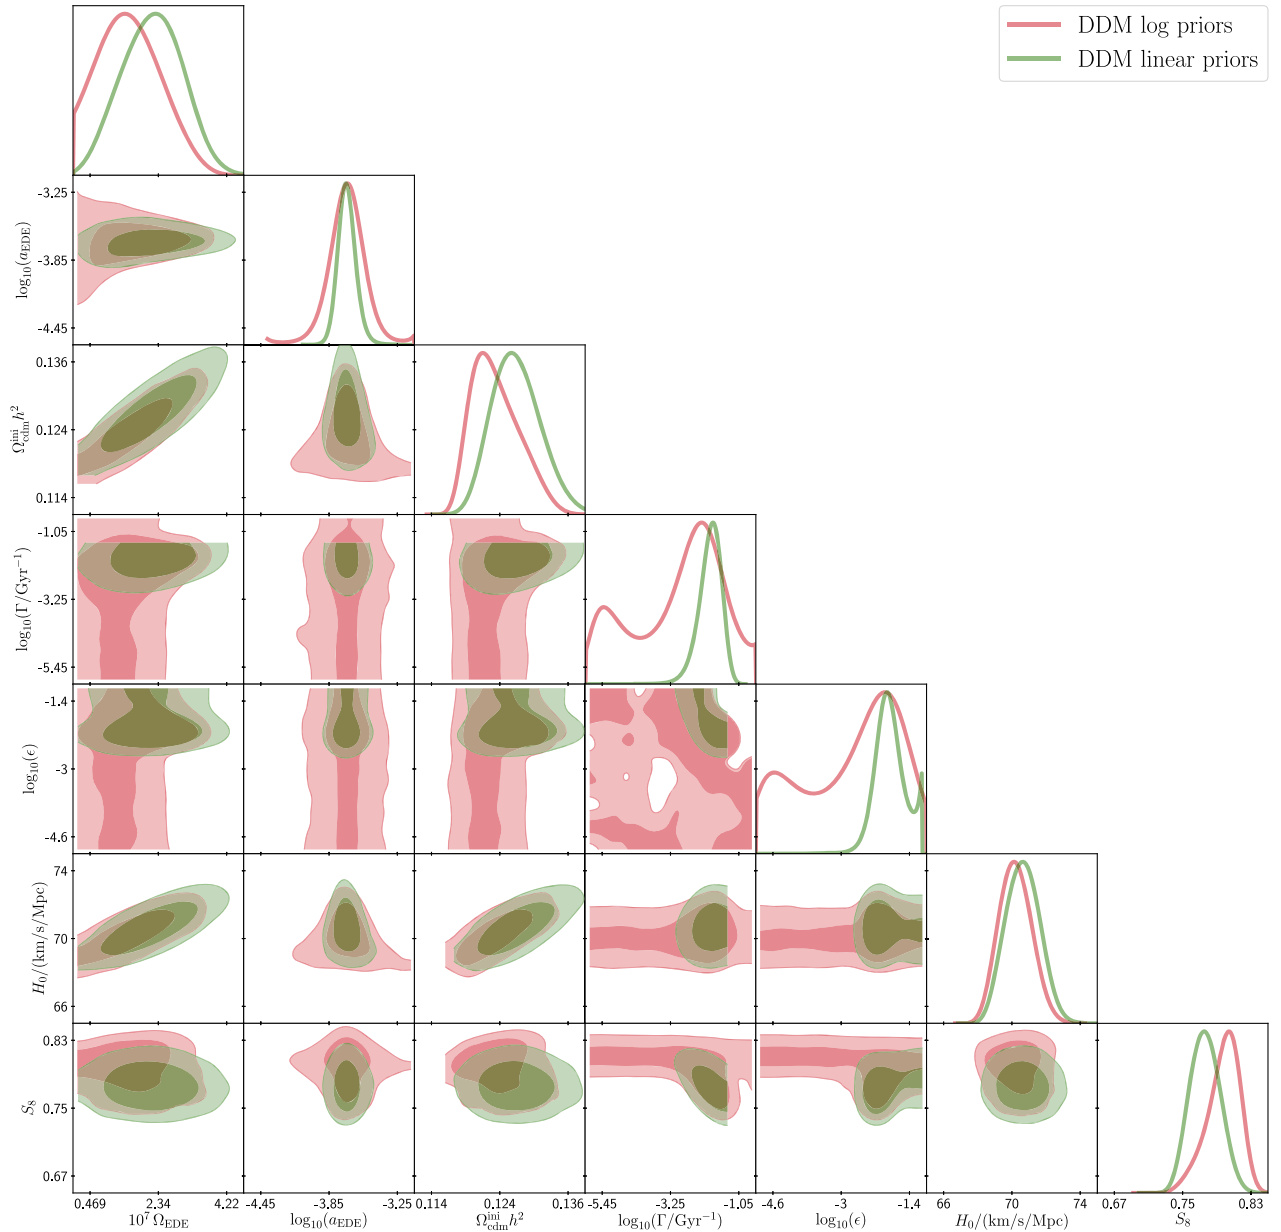 DDM log priors
DDM linear priors
-3.25
-3.85
-4.45
log₁₀(a_EDE)
0.136
0.124
0.114
Ω_cdm^ini h²
-1.05
-3.25
-5.45
log₁₀(Γ/Gyr⁻¹)
-1.4
-3
-4.6
log₁₀(ϵ)
74
70
66
H₀/(km/s/Mpc)
0.83
0.75
0.67
S₈
0.469 2.34 4.22 -4.45 -3.85 -3.25 0.114 0.124 0.136 -5.45 -3.25 -1.05 -3 -1.4 66 70 74 0.67 0.75 0.83
10⁷ Ω_EDE log₁₀(a_EDE) Ω_cdm^ini h² log₁₀(Γ/Gyr⁻¹) log₁₀(ϵ) H₀/(km/s/Mpc) S₈